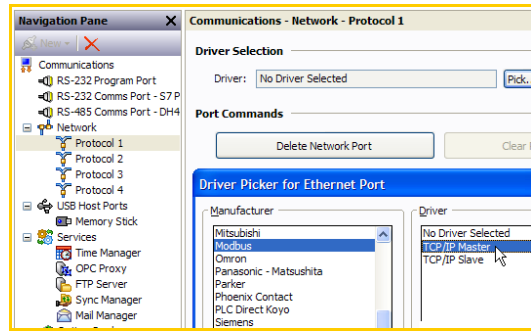 Navigation Pane
New
Communications
RS-232 Program Port
RS-232 Comms Port - S7 P
RS-485 Comms Port - DH4
Network
Protocol 1
Protocol 2
Protocol 3
Protocol 4
USB Host Ports
Memory Stick
Services
Time Manager
OPC Proxy
FTP Server
Sync Manager
Mail Manager
Communications - Network - Protocol 1
Driver Selection
Driver: No Driver Selected Pick.
Port Commands
Delete Network Port Clear
Driver Picker for Ethernet Port
Manufacturer
Mitsubishi
Modbus
Omron
Panasonic - Matsushita
Parker
Phoenix Contact
PLC Direct Koyo
Siemens
Driver
No Driver Selected
TCP/IP Master
TCP/IP Slave